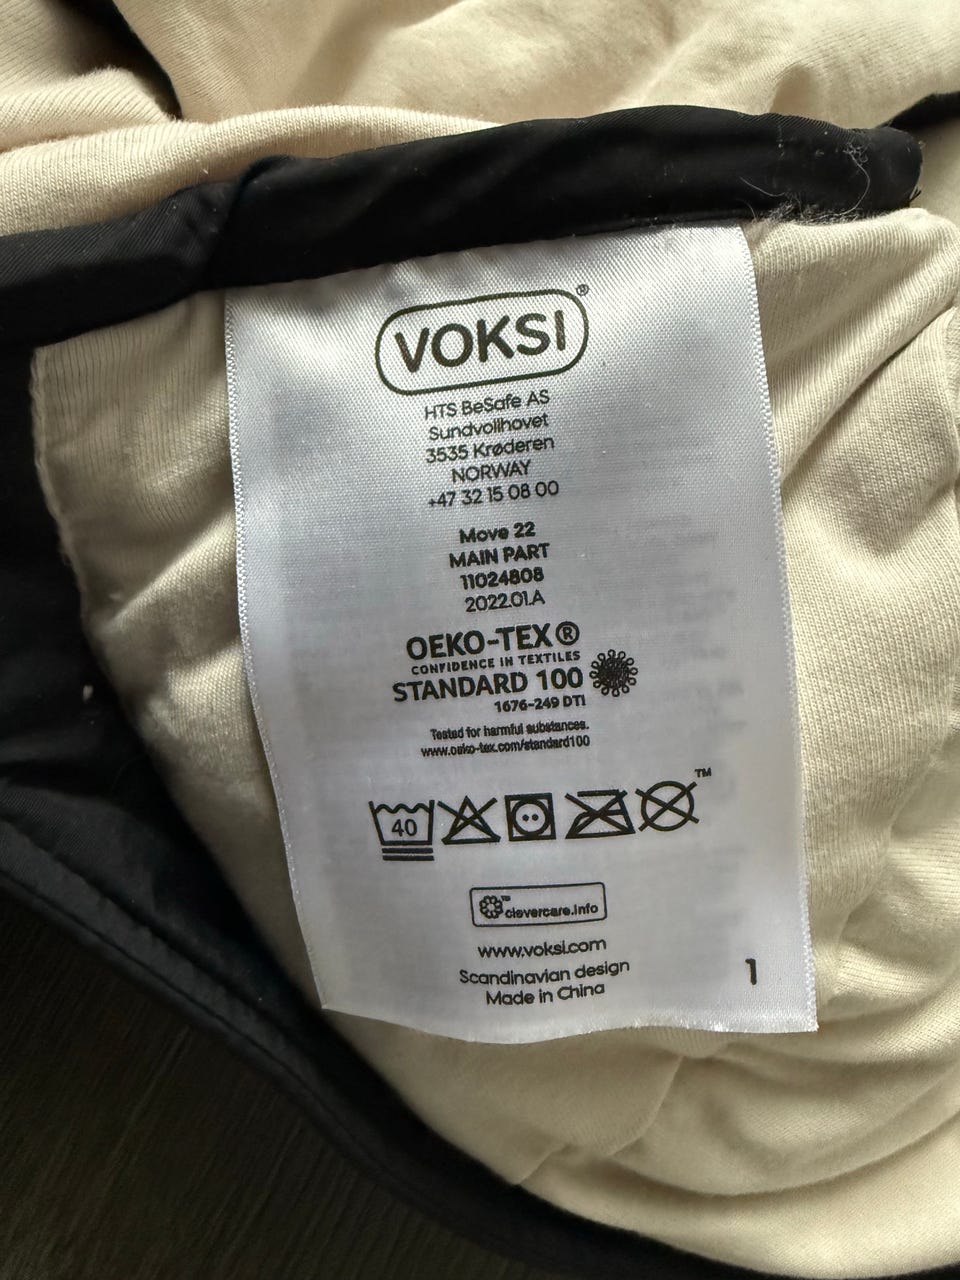 VOKSI®
HTS BeSafe AS
Sundvollhovet
3535 Krøderen
NORWAY
+47 32 15 08 00
Move 22
MAIN PART
11024808
2022.01.A
OEKO-TEX®
CONFIDENCE IN TEXTILES
STANDARD 100
1676-249 DTI
Tested for harmful substances.
www.oeko-tex.com/standard100
40 ™
™ clevercare.info
www.voksi.com
Scandinavian design
Made in China
1